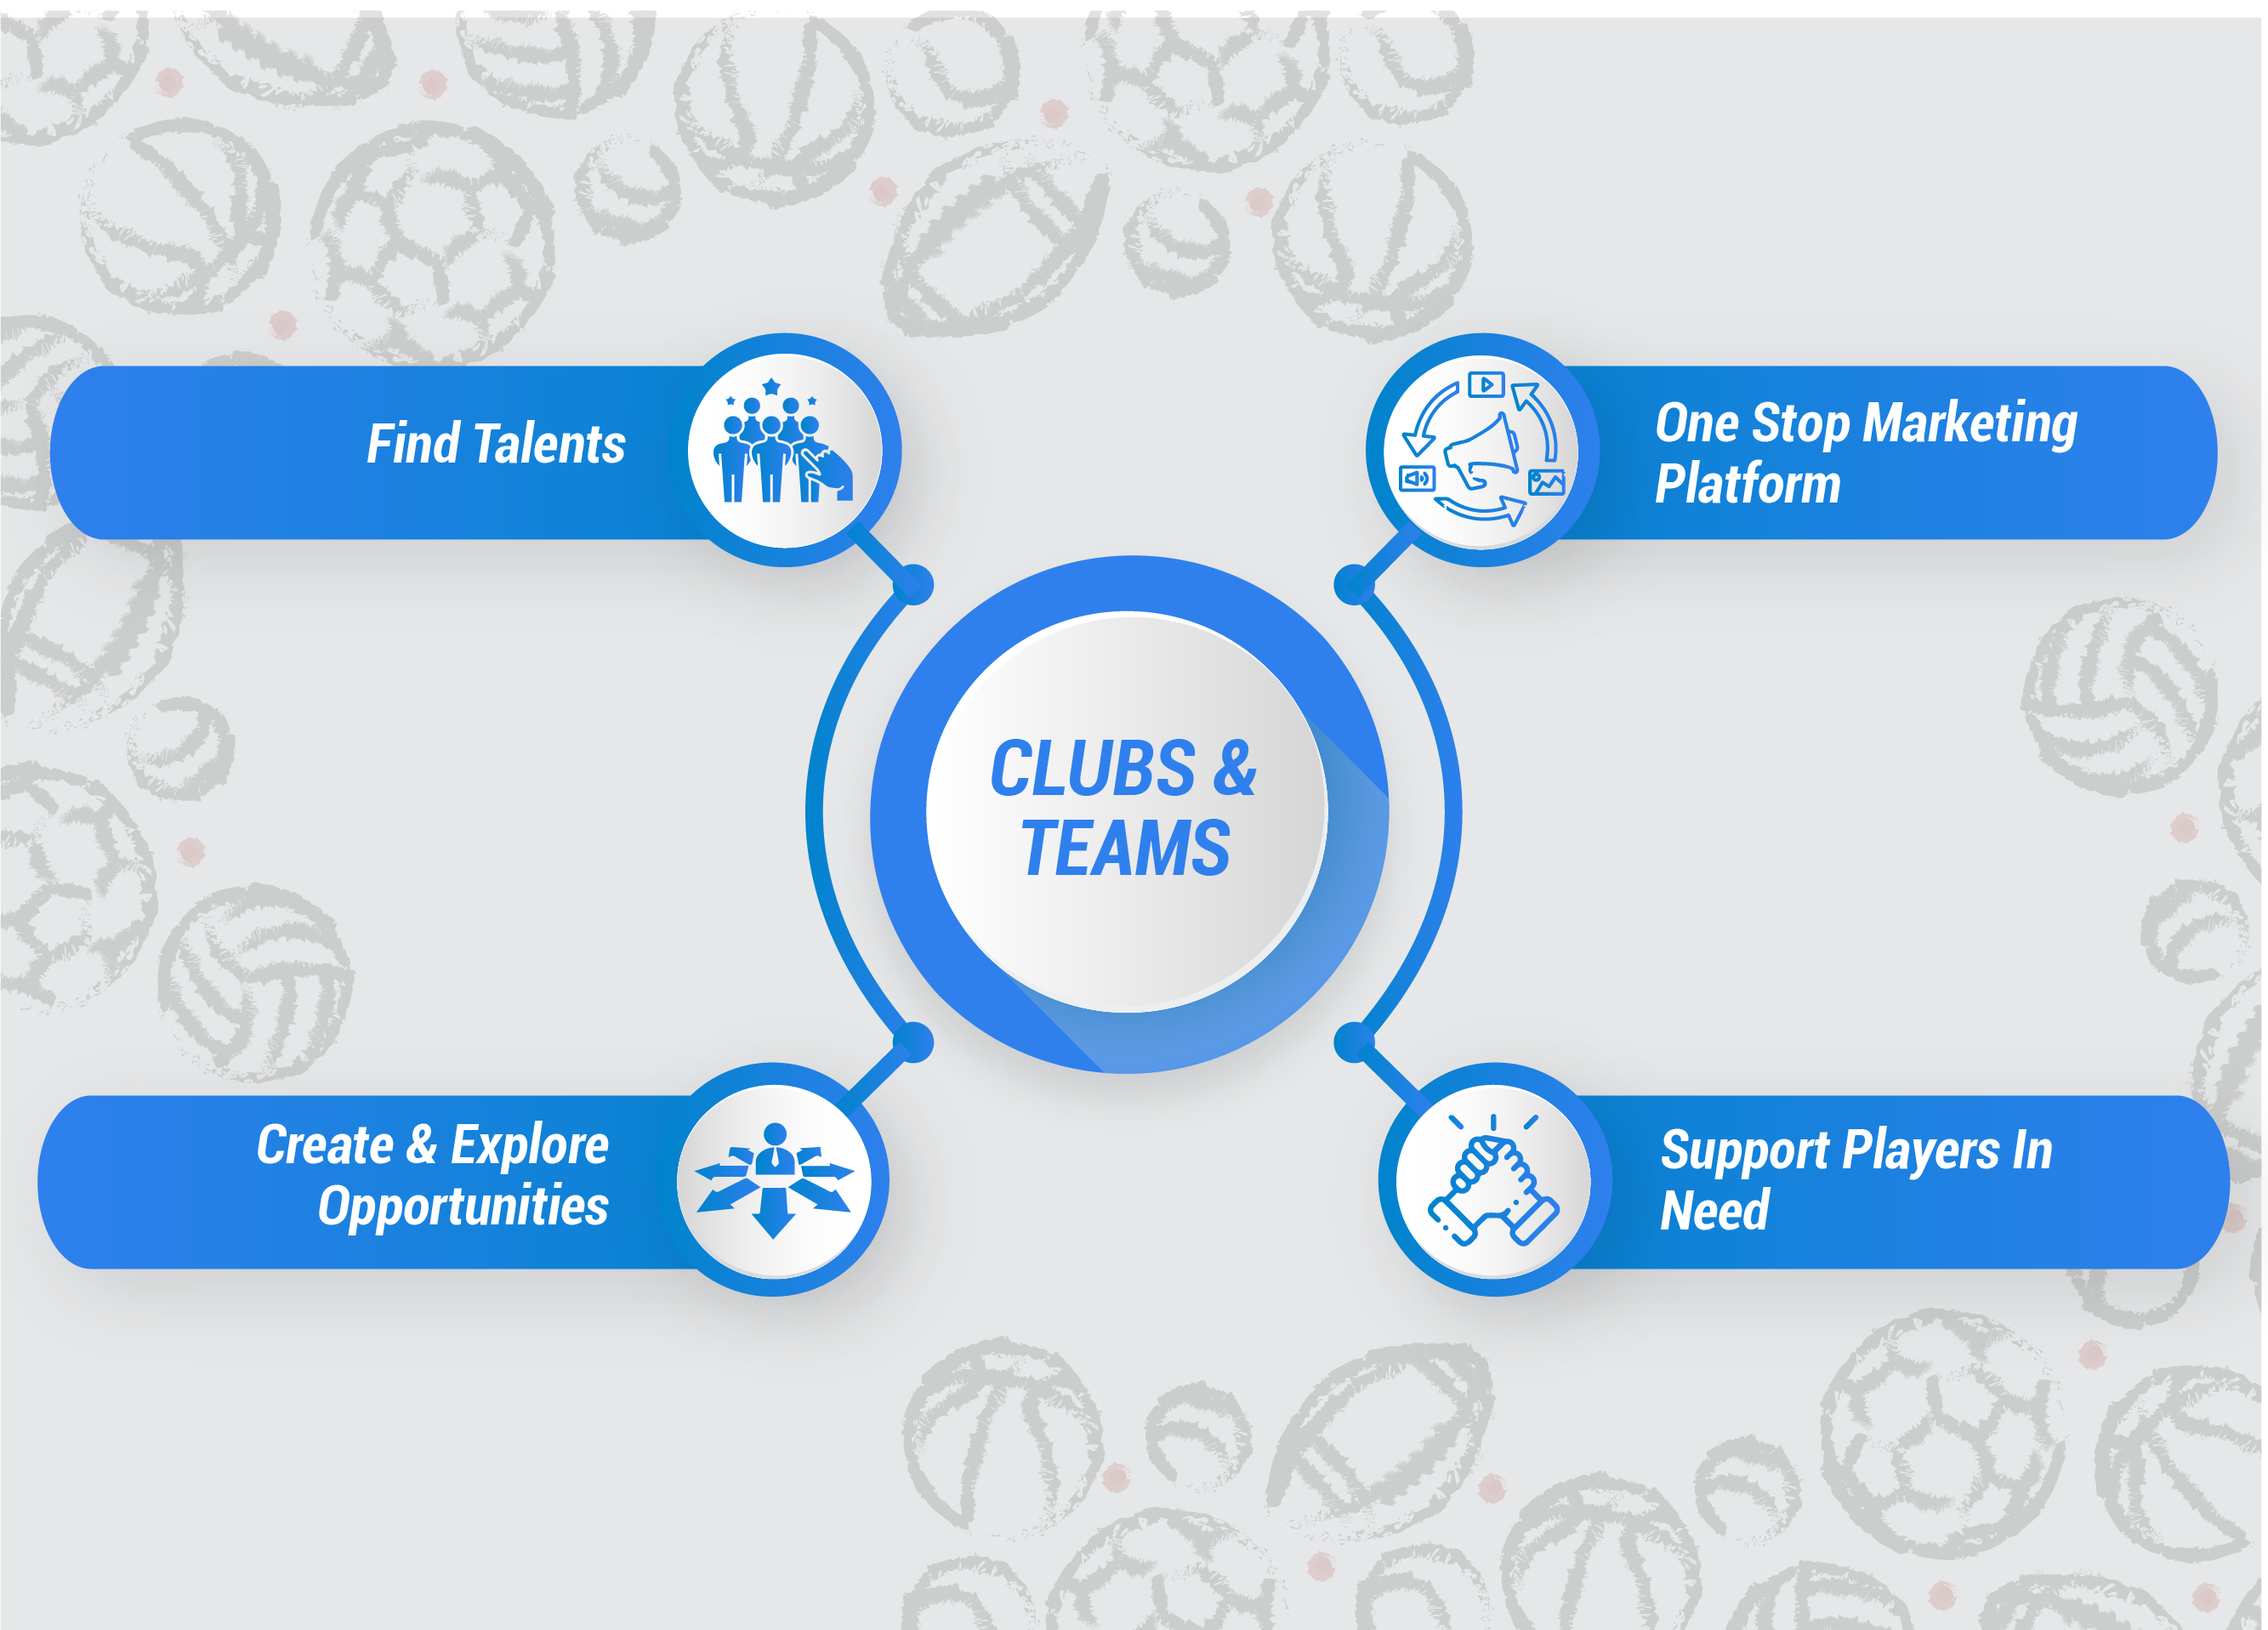 Find Talents
One Stop Marketing
Platform
CLUBS &
TEAMS
Create & Explore
Opportunities
Support Players In
Need